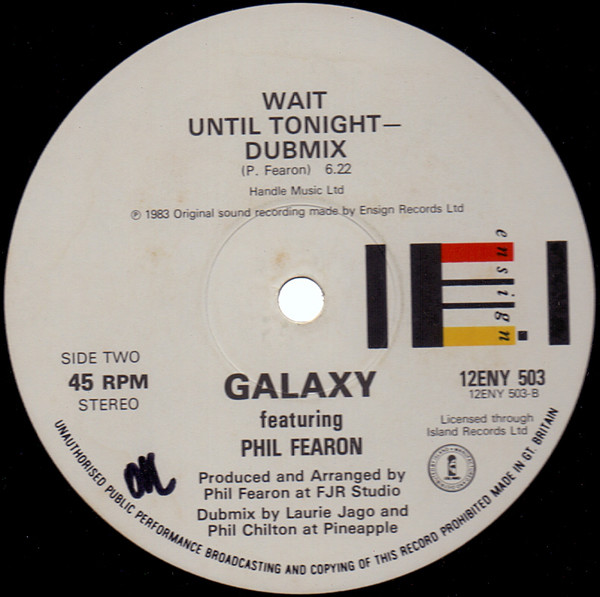 WAIT
UNTIL TONIGHT—
DUBMIX
(P. Fearon) 6.22
Handle Music Ltd
Ⓟ 1983 Original sound recording made by Ensign Records Ltd
ensign
SIDE TWO
45 RPM
STEREO
GALAXY
featuring
PHIL FEARON
12ENY 503
12ENY 503-B
Licensed through
Island Records Ltd
Produced and Arranged by
Phil Fearon at FJR Studio
Dubmix by Laurie Jago and
Phil Chilton at Pineapple
UNAUTHORISED PUBLIC PERFORMANCE BROADCASTING AND COPYING OF THIS RECORD PROHIBITED MADE IN GT. BRITAIN